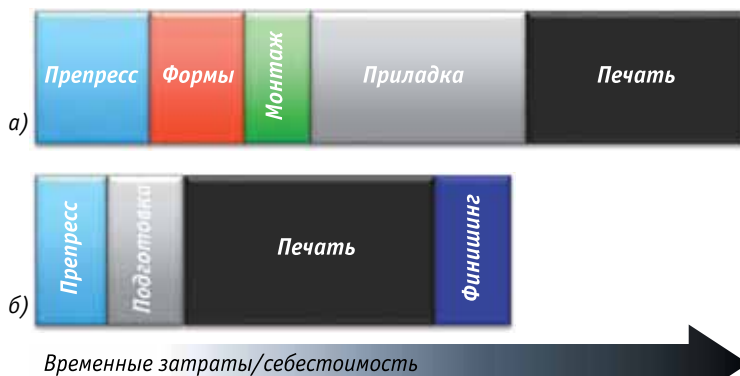 Препресс
Формы
Монтаж
Приладка
Печать
а)
Препресс
Подготовка
Печать
Финишинг
б)
Временные затраты/себестоимость